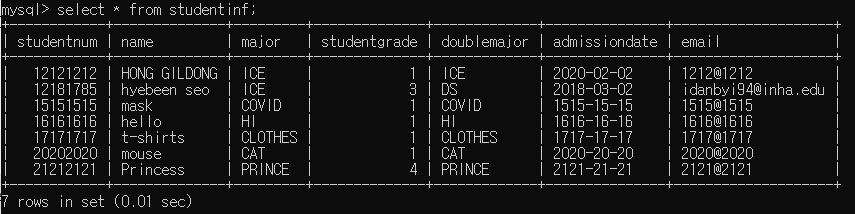 mysql> select * from studentinf;
+------------+--------------+---------+--------------+-------------+---------------+-------------------+
| studentnum | name | major | studentgrade | doublemajor | admissiondate | email |
+------------+--------------+---------+--------------+-------------+---------------+-------------------+
| 12121212 | HONG GILDONG | ICE | 1 | ICE | 2020-02-02 | 1212@1212 |
| 12181785 | hyebeen seo | ICE | 3 | DS | 2018-03-02 | idanbyi94@inha.edu |
| 15151515 | mask | COVID | 1 | COVID | 1515-15-15 | 1515@1515 |
| 16161616 | hello | HI | 1 | HI | 1616-16-16 | 1616@1616 |
| 17171717 | t-shirts | CLOTHES | 1 | CLOTHES | 1717-17-17 | 1717@1717 |
| 20202020 | mouse | CAT | 1 | CAT | 2020-20-20 | 2020@2020 |
| 21212121 | Princess | PRINCE | 4 | PRINCE | 2121-21-21 | 2121@2121 |
+------------+--------------+---------+--------------+-------------+---------------+-------------------+
7 rows in set (0.01 sec)